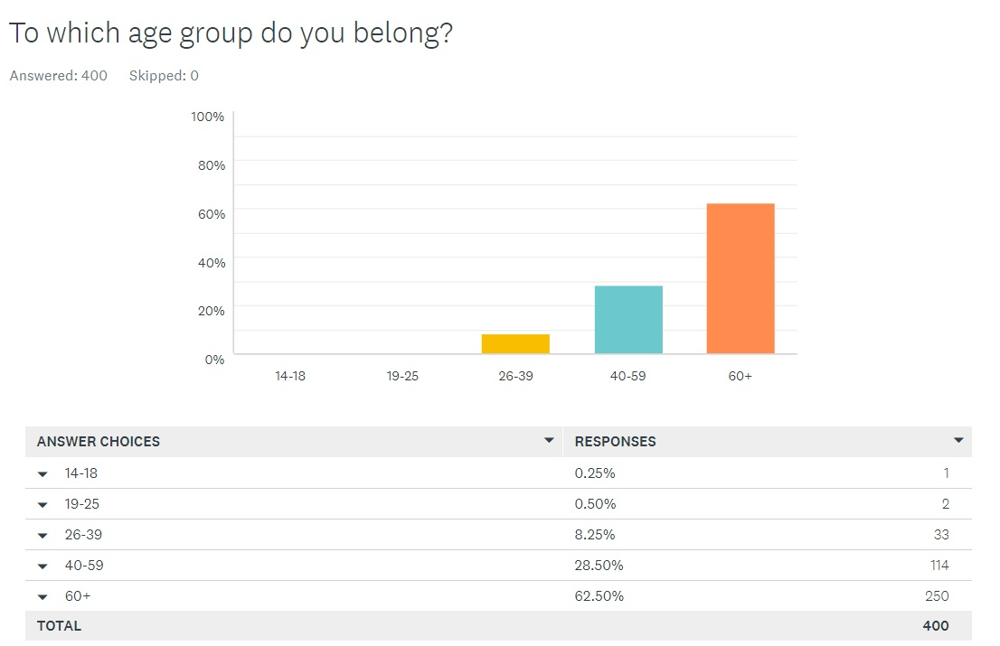 To which age group do you belong?
Answered: 400 Skipped: 0
100%
80%
60%
40%
20%
0%
14-18 19-25 26-39 40-59 60+
ANSWER CHOICES RESPONSES
14-18 0.25% 1
19-25 0.50% 2
26-39 8.25% 33
40-59 28.50% 114
60+ 62.50% 250
TOTAL 400